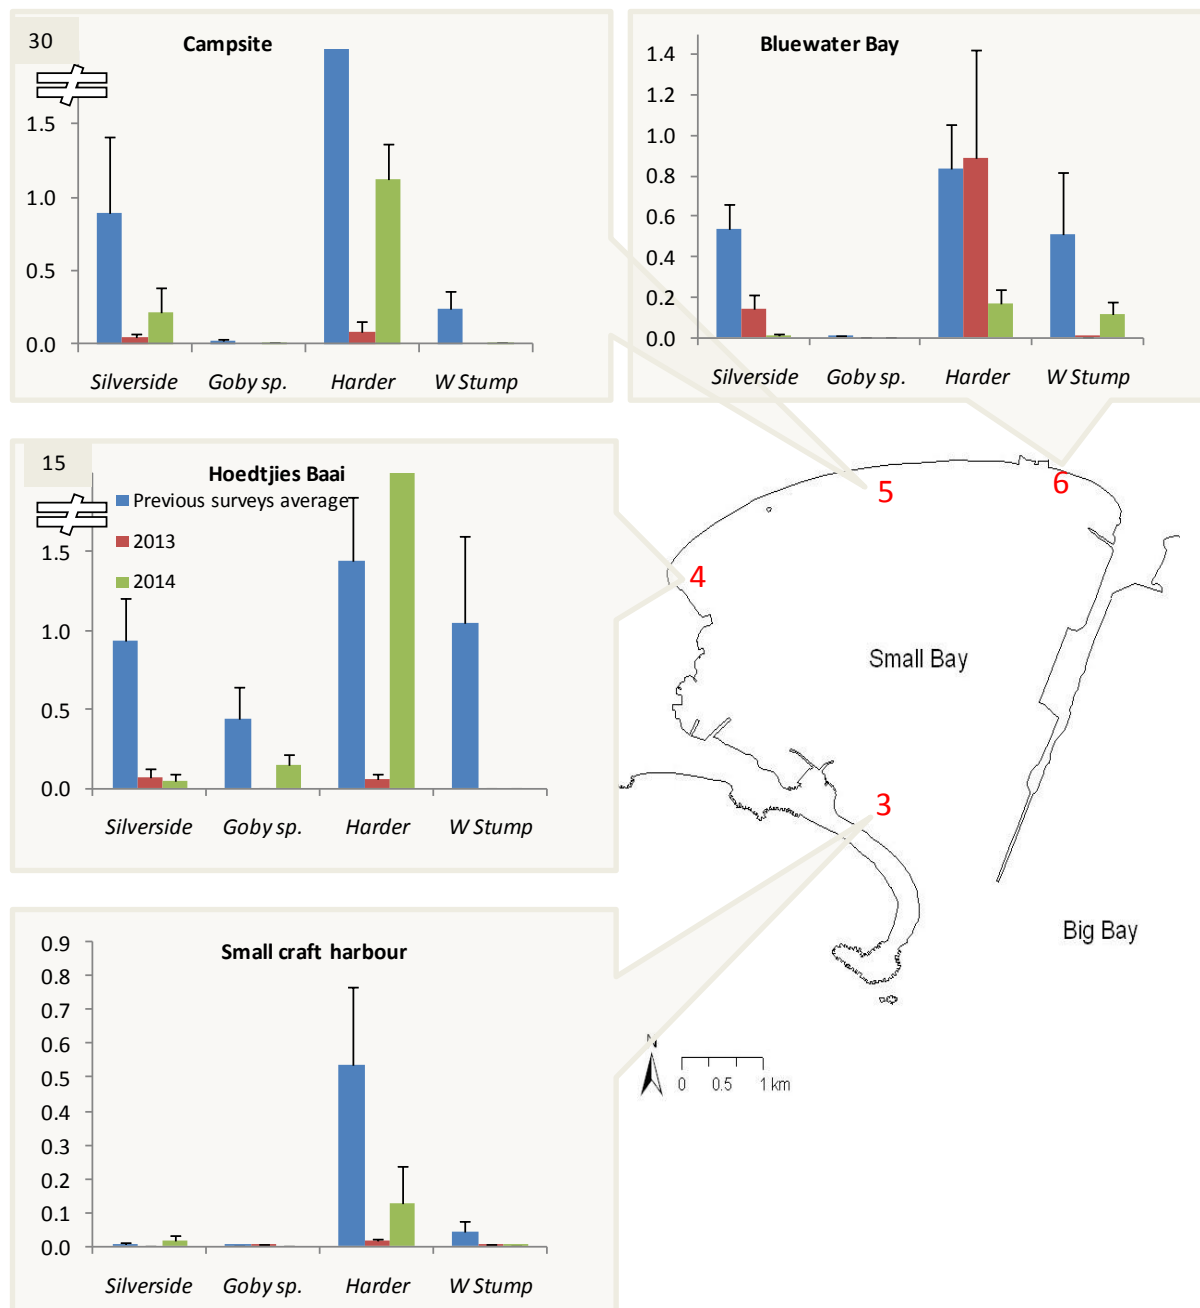 30
Campsite
1.5
1.0
0.5
0.0
Silverside Goby sp. Harder W Stump
Bluewater Bay
1.4
1.2
1.0
0.8
0.6
0.4
0.2
0.0
Silverside Goby sp. Harder W Stump
15
Hoedtjies Baai
Previous surveys average
2013
2014
1.5
1.0
0.5
0.0
Silverside Goby sp. Harder W Stump
Small craft harbour
0.9
0.8
0.7
0.6
0.5
0.4
0.3
0.2
0.1
0.0
Silverside Goby sp. Harder W Stump
5
6
4
Small Bay
3
Big Bay
N
0 0.5 1 km